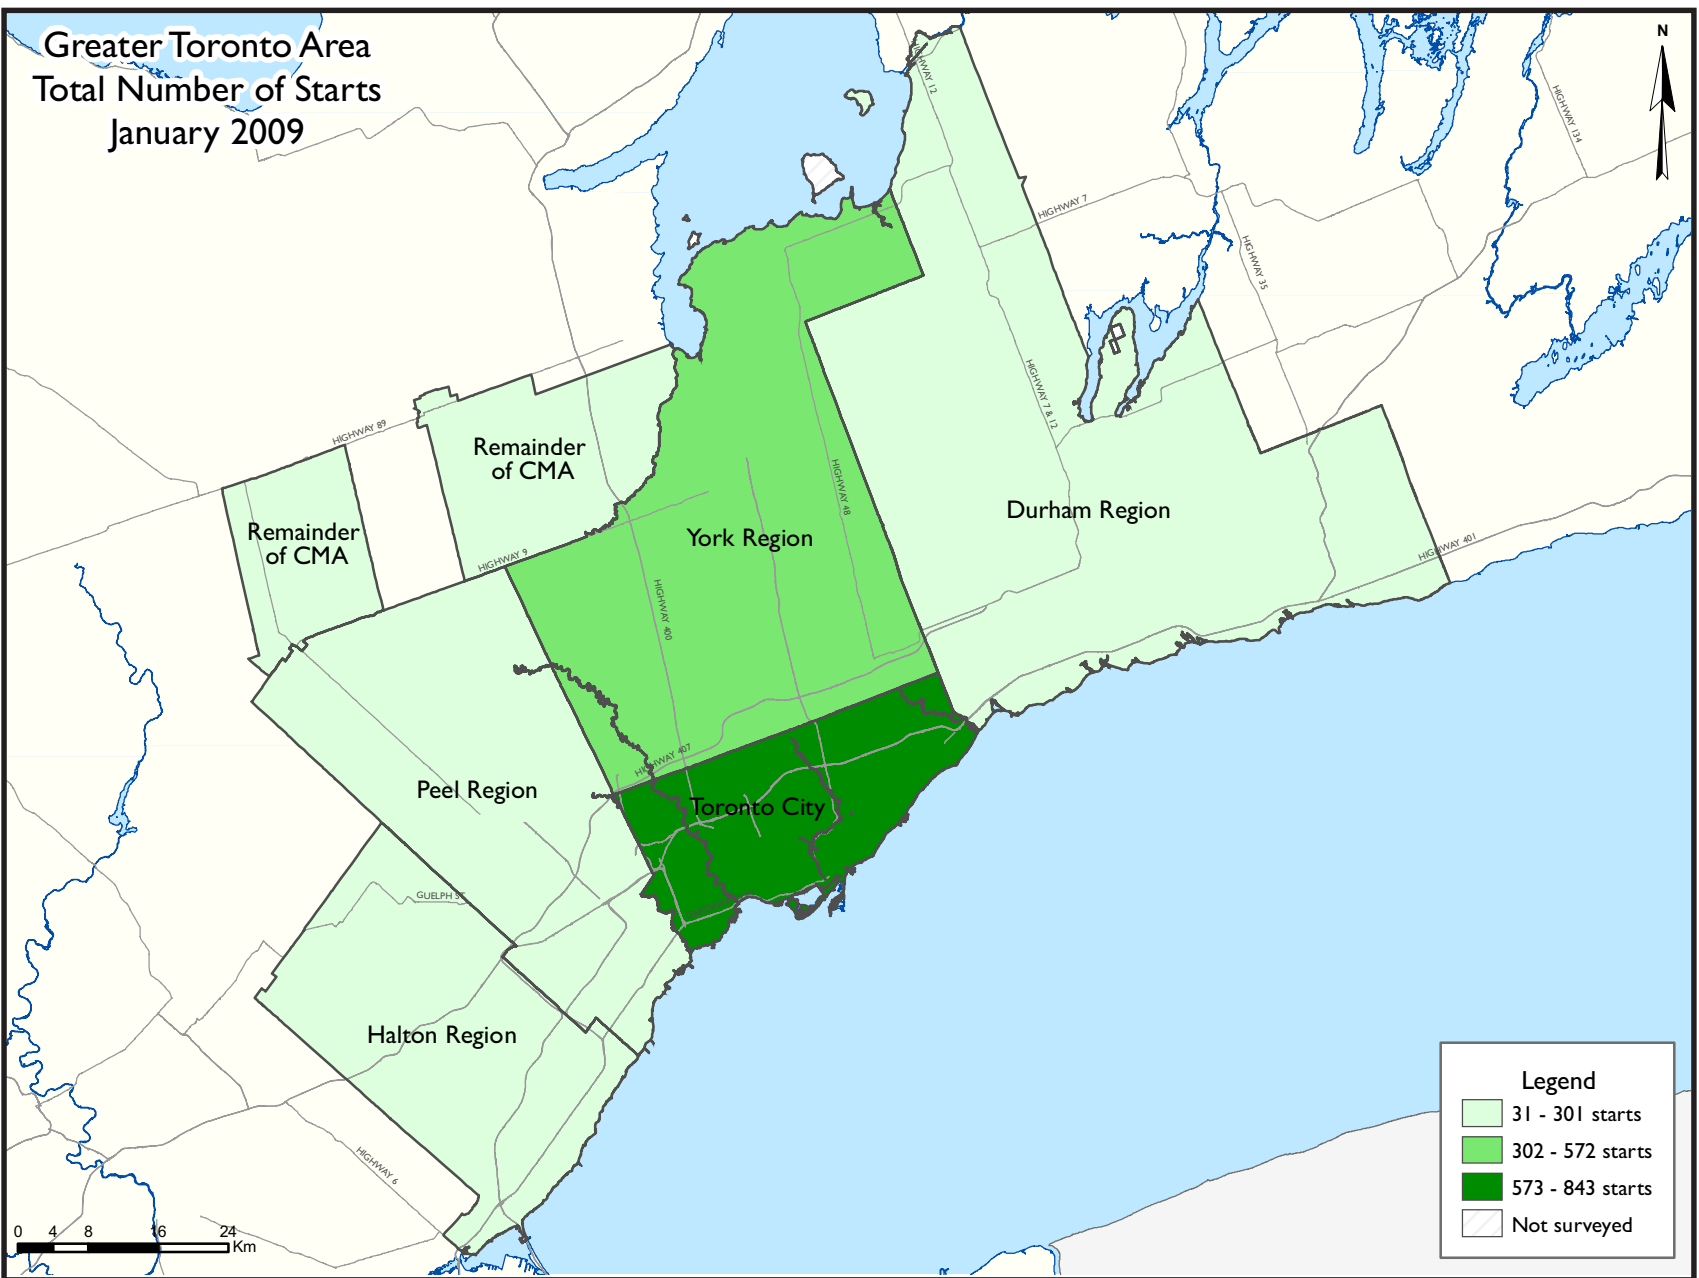 Greater Toronto Area
Total Number of Starts
January 2009
N
HIGHWAY 12
HIGHWAY 134
HIGHWAY 7
HIGHWAY 35
HIGHWAY 7 & 12
HIGHWAY 89
Remainder
of CMA
HIGHWAY 48
Durham Region
Remainder
of CMA
York Region
HIGHWAY 9
HIGHWAY 401
HIGHWAY 400
HIGHWAY 407
Peel Region
Toronto City
GUELPH ST
Halton Region
HIGHWAY 6
Legend
31 - 301 starts
302 - 572 starts
573 - 843 starts
Not surveyed
0 4 8 16 24
Km